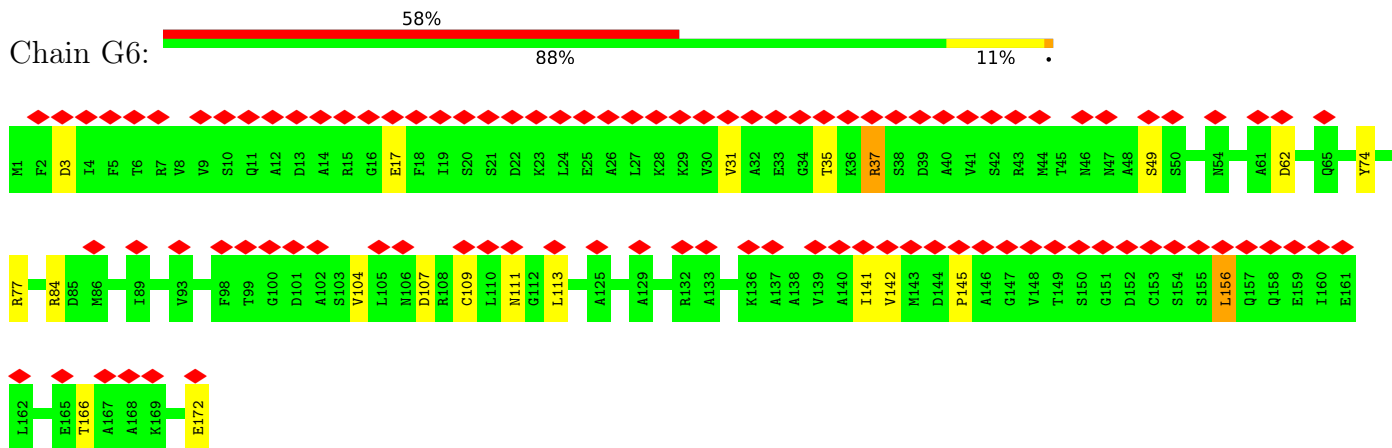 58%
Chain G6:
88% 11% •
M1 F2 D3 I4 F5 T6 R7 V8 V9 S10 Q11 A12 D13 A14 R15 G16 E17 F18 I19 S20 S21 D22 K23 L24 E25 A26 L27 K28 K29 V30 V31 A32 E33 G34 T35 K36 R37 S38 D39 A40 V41 S42 R43 M44 T45 N46 N47 A48 S49 S50 N54 A61 D62 Q65 Y74
R77 R84 D85 M86 I89 V93 F98 T99 G100 D101 A102 S103 V104 L105 N106 D107 R108 C109 L110 N111 G112 L113 A125 A129 R132 A133 K136 A137 A138 V139 A140 I141 V142 M143 D144 P145 A146 G147 V148 T149 S150 G151 D152 C153 S154 S155 L156 Q157 Q158 E159 I160 E161
L162 E165 T166 A167 A168 K169 E172